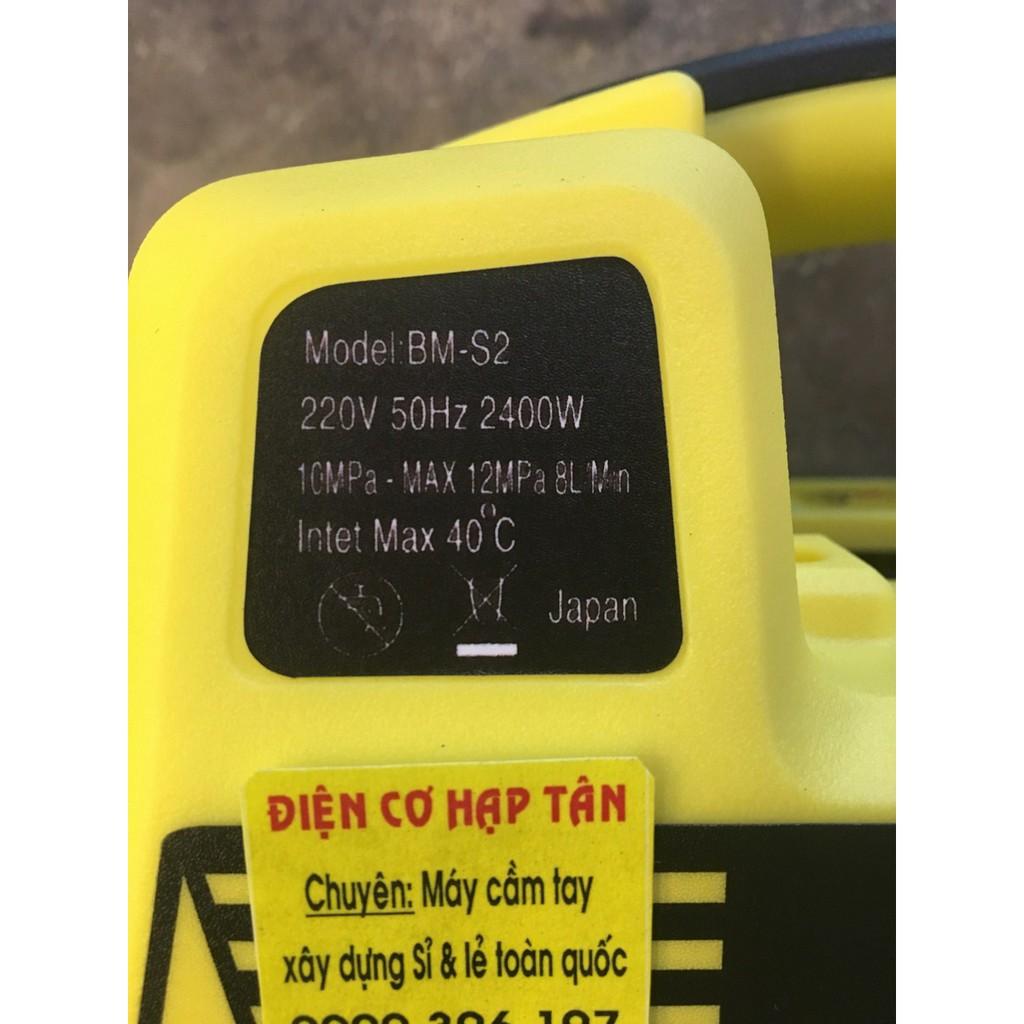 Model:BM-S2
220V 50Hz 2400W
10MPa - MAX 12MPa 8L/Min
Intet Max 40°C
Japan
ĐIỆN CƠ HẠP TÂN
Chuyên: Máy cầm tay
xây dựng Sỉ & lẻ toàn quốc